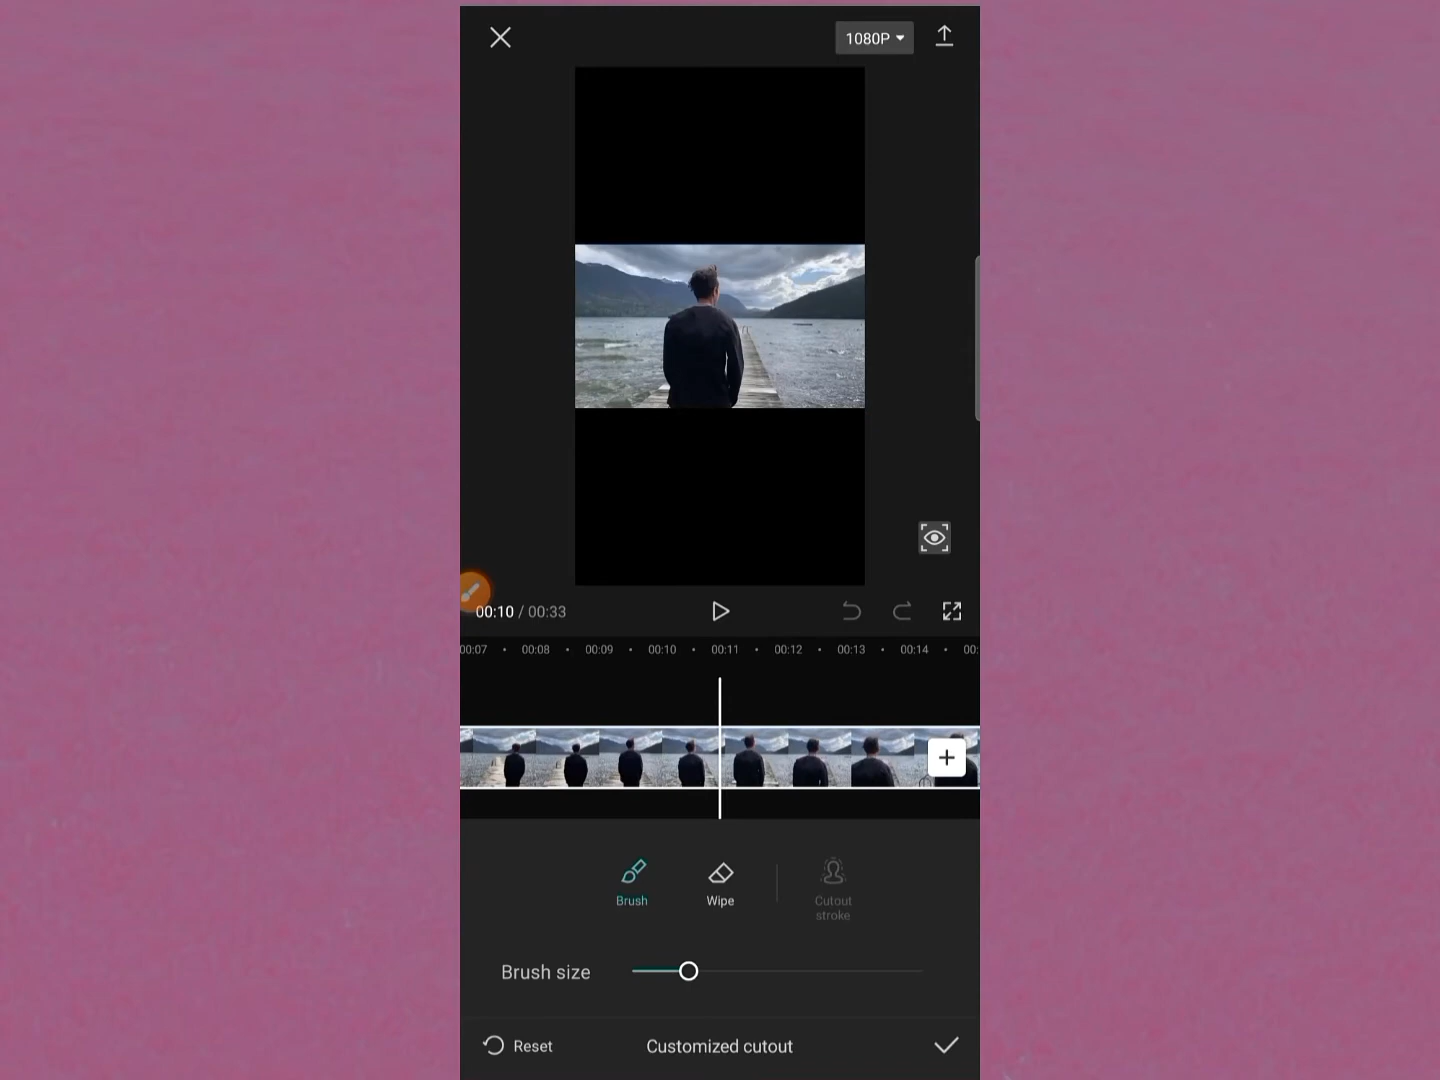 1080P
00:10 / 00:33
00:07 00:08 00:09 00:10 00:11 00:12 00:13 00:14 00:
Brush
Wipe
Cutout
stroke
Brush size
Reset
Customized cutout